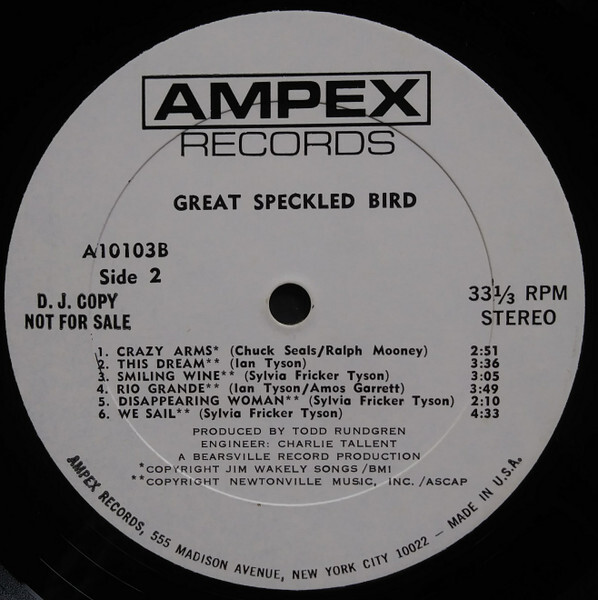 AMPEX
RECORDS
GREAT SPECKLED BIRD
A10103B
Side 2
D. J. COPY
NOT FOR SALE
33⅓ RPM
STEREO
1. CRAZY ARMS* (Chuck Seals/Ralph Mooney) 2:51
2. THIS DREAM** (Ian Tyson) 3:36
3. SMILING WINE** (Sylvia Fricker Tyson) 3:05
4. RIO GRANDE** (Ian Tyson/Amos Garrett) 3:49
5. DISAPPEARING WOMAN** (Sylvia Fricker Tyson) 2:10
6. WE SAIL** (Sylvia Fricker Tyson) 4:33
PRODUCED BY TODD RUNDGREN
ENGINEER: CHARLIE TALLENT
A BEARSVILLE RECORD PRODUCTION
*COPYRIGHT JIM WAKELY SONGS/BMI
**COPYRIGHT NEWTONVILLE MUSIC, INC./ASCAP
AMPEX RECORDS, 555 MADISON AVENUE, NEW YORK CITY 10022 – MADE IN U.S.A.